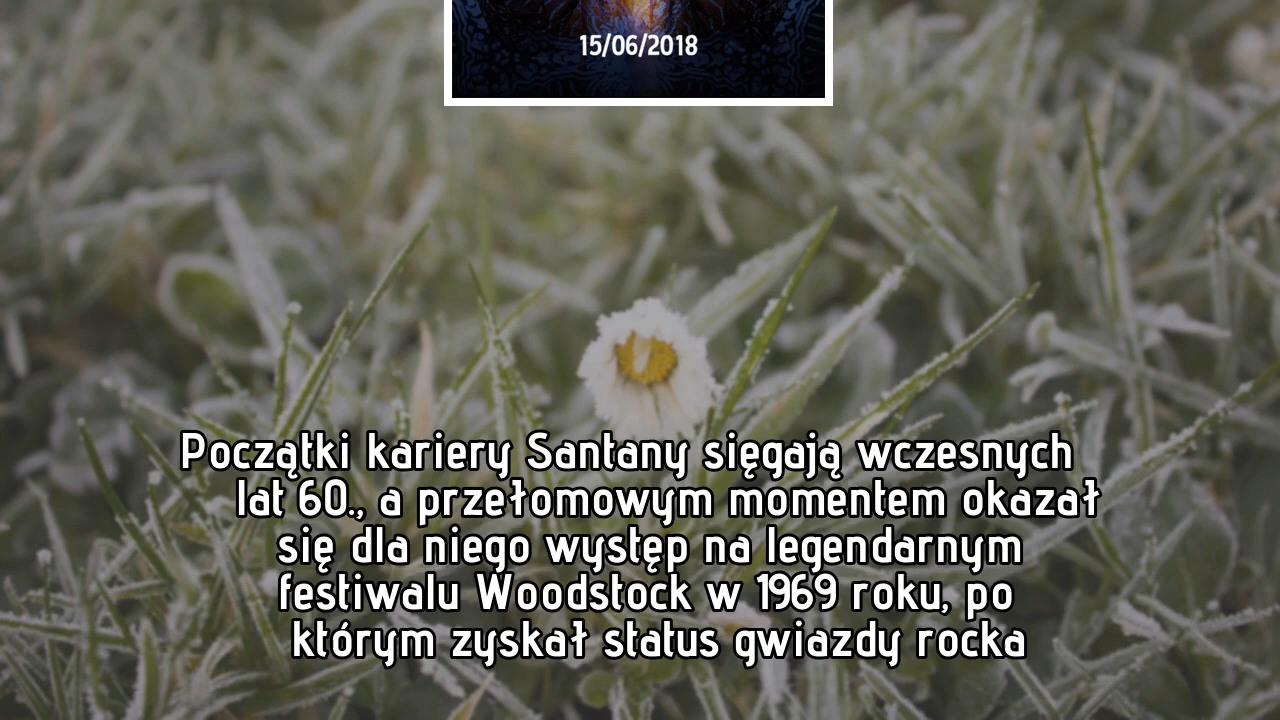 15/06/2018
Początki kariery Santany sięgają wczesnych
lat 60., a przełomowym momentem okazał
się dla niego występ na legendarnym
festiwalu Woodstock w 1969 roku, po
którym zyskał status gwiazdy rocka